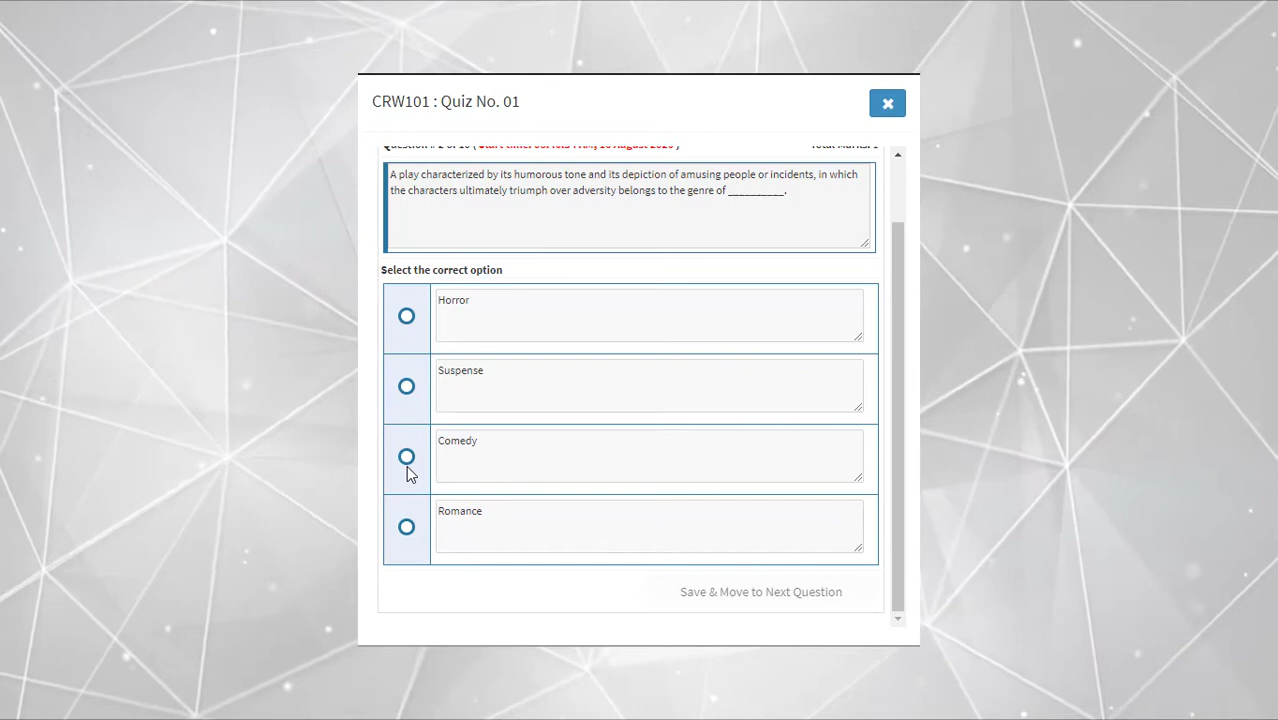 CRW101 : Quiz No. 01
A play characterized by its humorous tone and its depiction of amusing people or incidents, in which
the characters ultimately triumph over adversity belongs to the genre of __________.
Select the correct option
Horror
Suspense
Comedy
Romance
Save & Move to Next Question